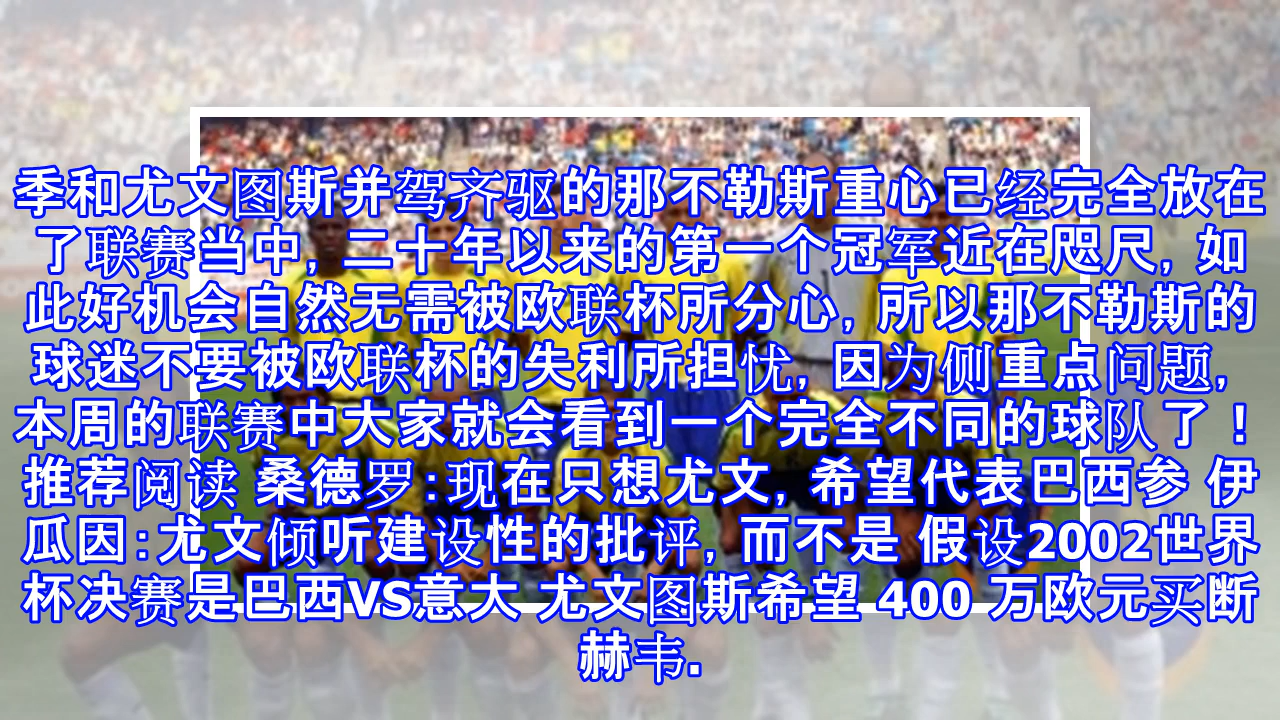 季和尤文图斯并驾齐驱的那不勒斯重心已经完全放在
了联赛当中, 二十年以来的第一个冠军近在咫尺, 如
此好机会自然无需被欧联杯所分心, 所以那不勒斯的
球迷不要被欧联杯的失利所担忧, 因为侧重点问题,
本周的联赛中大家就会看到一个完全不同的球队了！
推荐阅读 桑德罗:现在只想尤文, 希望代表巴西参 伊
瓜因:尤文倾听建设性的批评, 而不是 假设2002世界
杯决赛是巴西VS意大 尤文图斯希望 400 万欧元买断
赫韦.